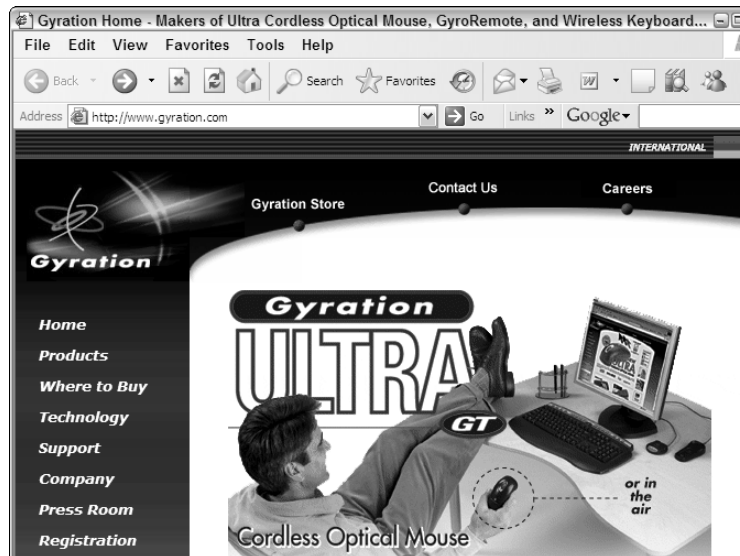 Gyration Home - Makers of Ultra Cordless Optical Mouse, GyroRemote, and Wireless Keyboard...
File Edit View Favorites Tools Help
Back Search Favorites
Address http://www.gyration.com Go Links » Google
INTERNATIONAL
Gyration Store Contact Us Careers
Gyration
Home
Products
Where to Buy
Technology
Support
Company
Press Room
Registration
Gyration
ULTRA
GT
or in
the
air
Cordless Optical Mouse